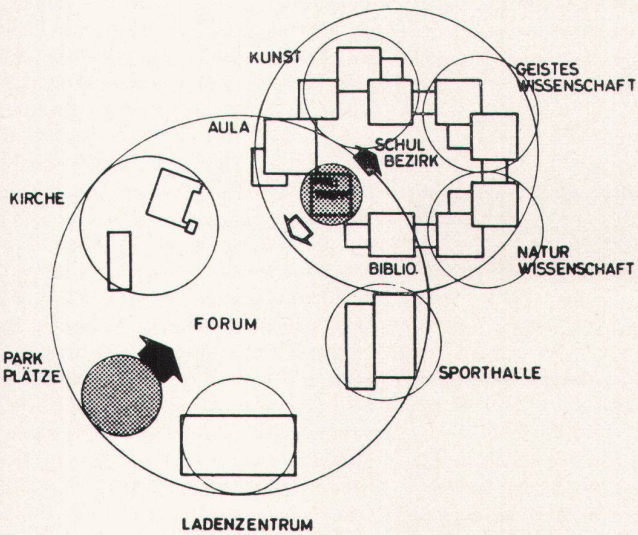 KUNST
GEISTES
WISSENSCHAFT
AULA
SCHUL
BEZIRK
KIRCHE
BIBLIO.
NATUR
WISSENSCHAFT
FORUM
PARK
PLÄTZE
SPORTHALLE
LADENZENTRUM